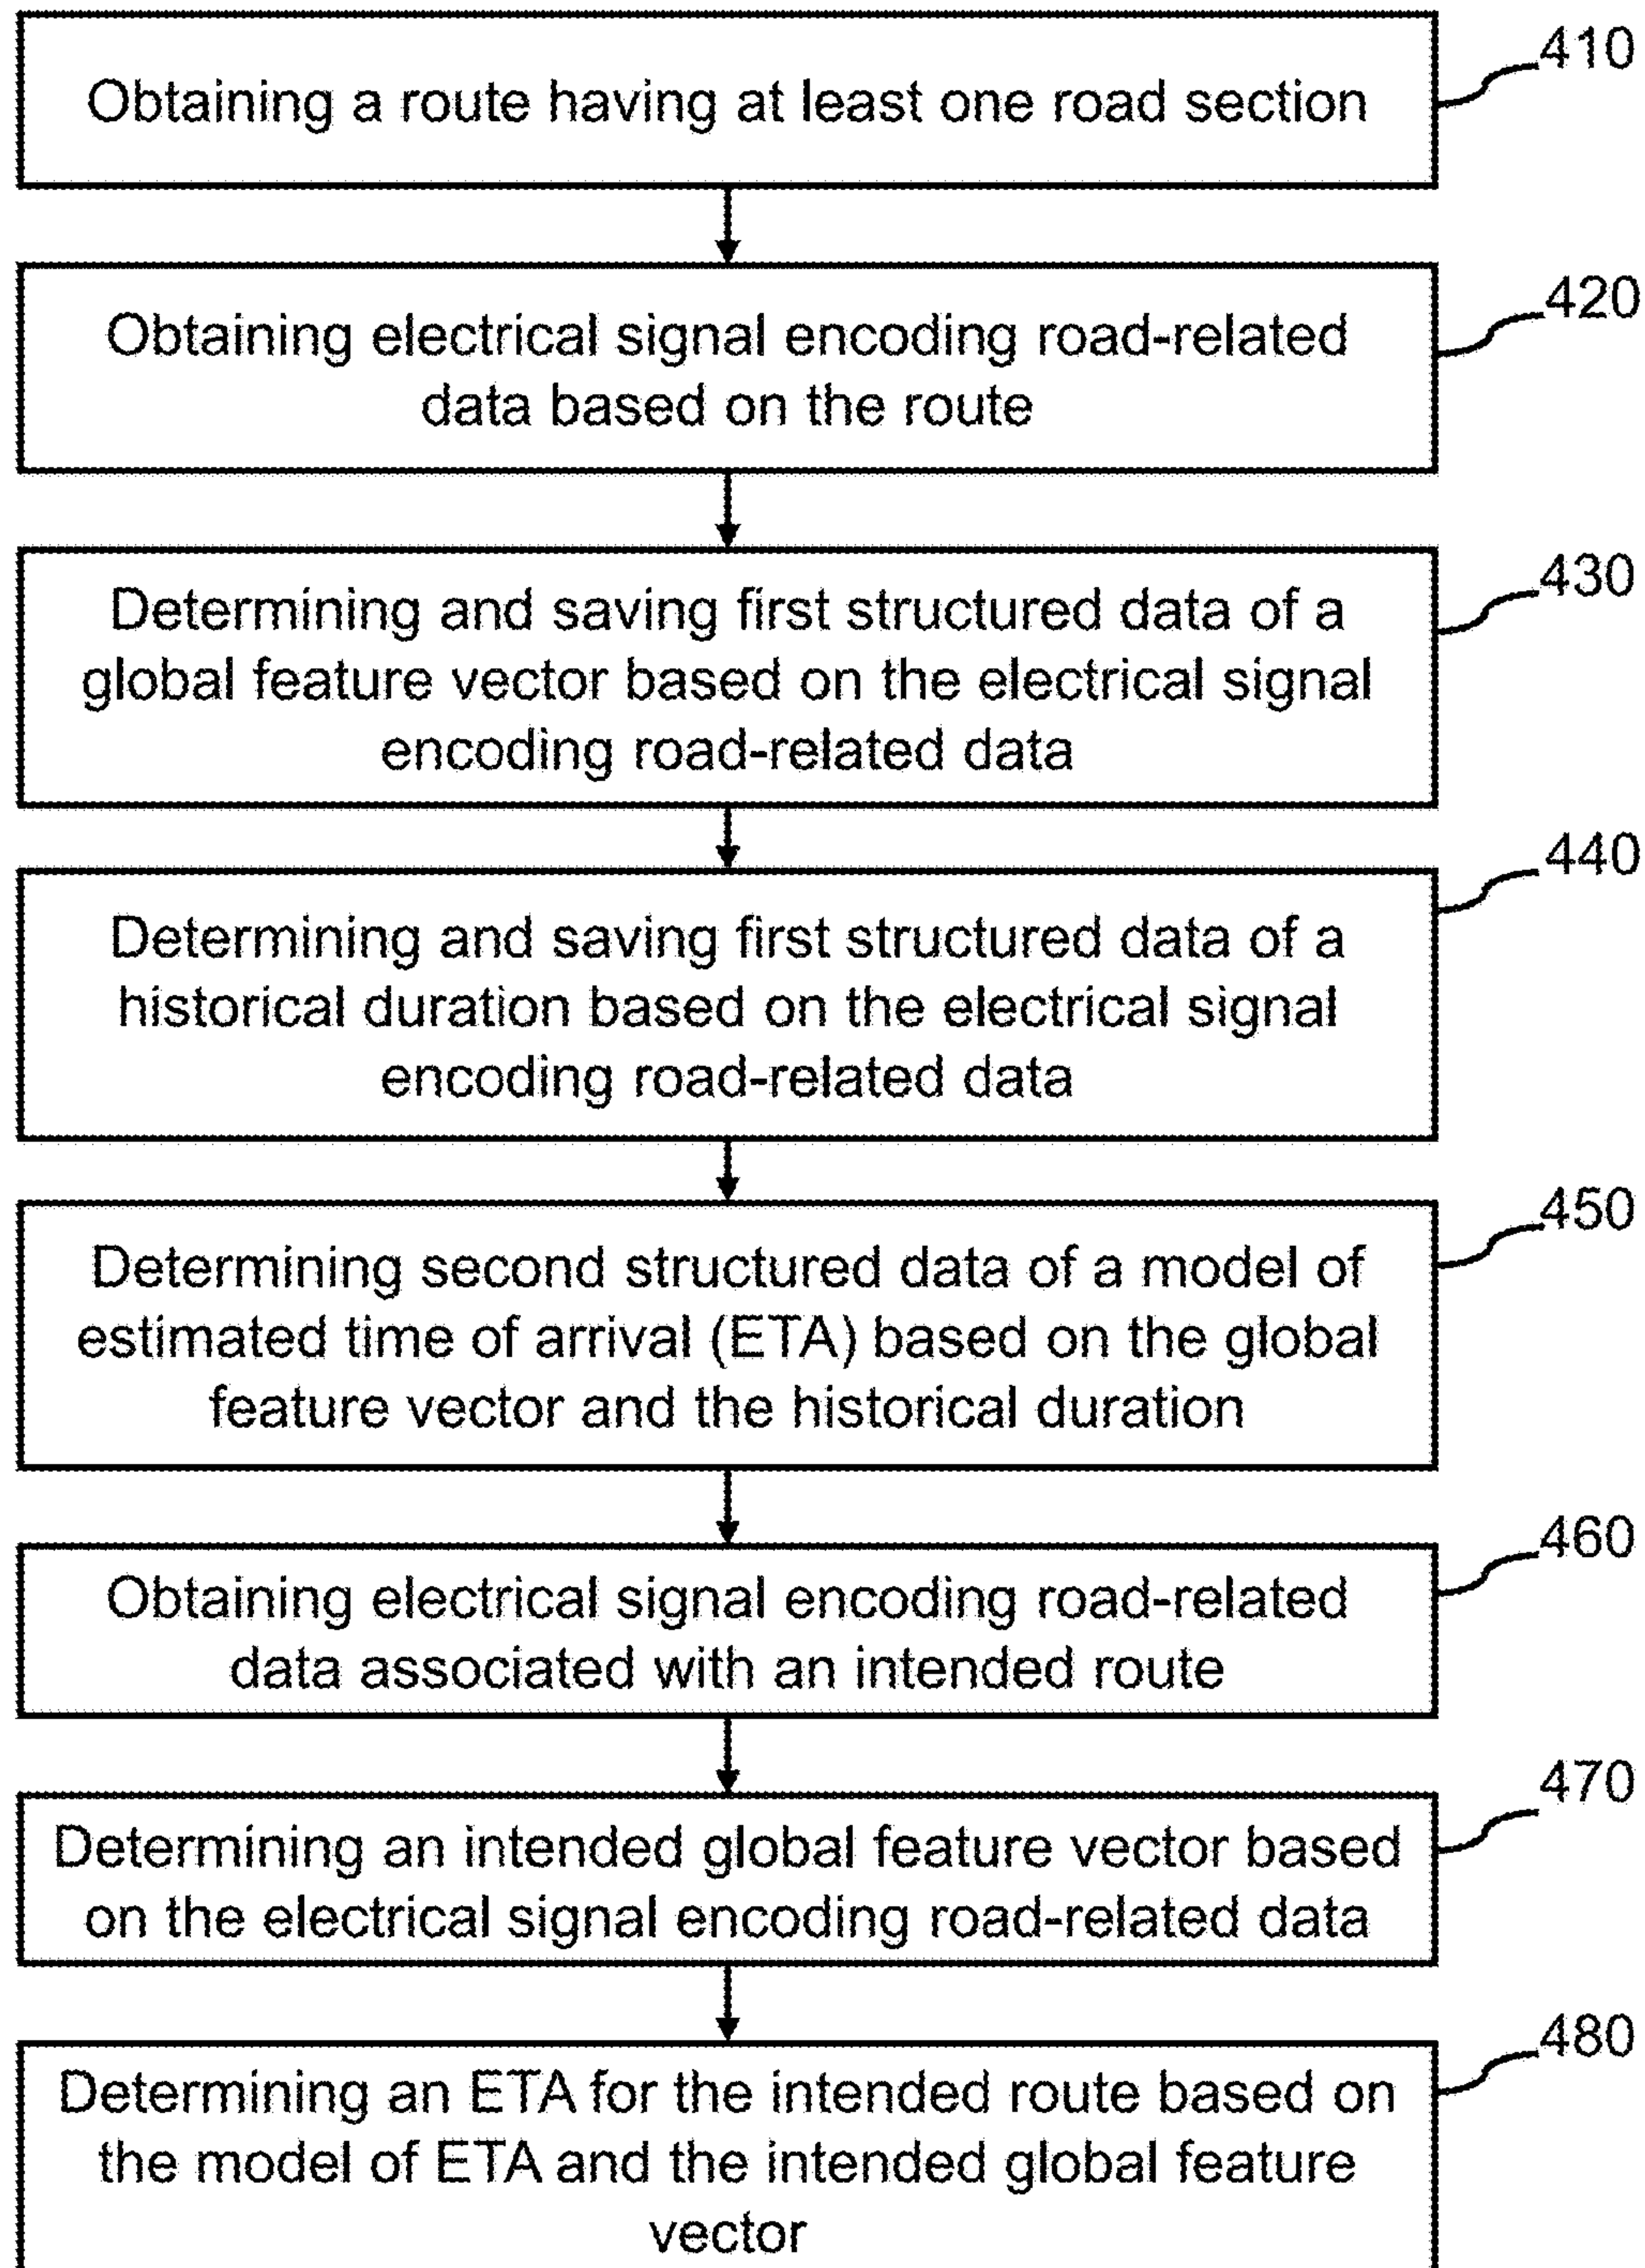 410
Obtaining a route having at least one road section
420
Obtaining electrical signal encoding road-related
data based on the route
430
Determining and saving first structured data of a
global feature vector based on the electrical signal
encoding road-related data
440
Determining and saving first structured data of a
historical duration based on the electrical signal
encoding road-related data
450
Determining second structured data of a model of
estimated time of arrival (ETA) based on the global
feature vector and the historical duration
460
Obtaining electrical signal encoding road-related
data associated with an intended route
470
Determining an intended global feature vector based
on the electrical signal encoding road-related data
480
Determining an ETA for the intended route based on
the model of ETA and the intended global feature
vector